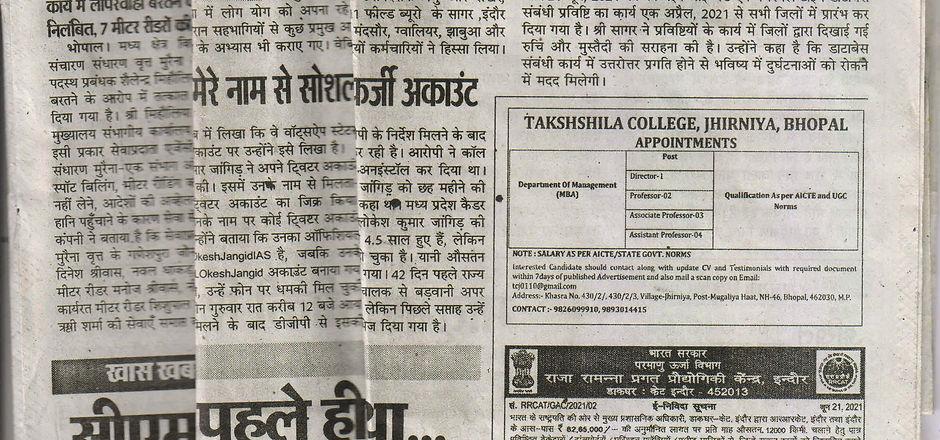 कार्य में लापरवाही बरतने
निलंबित, 7 मीटर रीडरों की
भोपाल। मध्य क्षेत्र
संचारण संधारण वृत्त मुरैना
पदस्थ प्रबंधक शैलेन्द्र
बरतने के आरोप में तत्काल
दिया गया है। श्री
मुख्यालय संभागीय कार्यालय
इसी प्रकार सेवाप्रदाता एजेंसी
संधारण मुरैना-एक संभाग
स्पॉट बिलिंग, मीटर रीडिंग
नहीं लेने, आदेशों की अवहेलना
हानि पहुँचाने के कारण सेवा
कंपनी ने बताया है कि
मुरैना वृत्त के गणेशपुरा
दिनेश श्रीवास, नवल धाकड़
मीटर रीडर मनोज श्रीवास,
कार्यरत मीटर रीडर
त्रप्ती शर्मा की सेवाएँ समाप्त
में लोग योग को अपना रहे
रान सहभागियों से कुछ प्रमुख
के अभ्यास भी कराए गए।
फील्ड ब्यूरो के सागर ,इंदौर
मंदसौर, ग्वालियर, झाबुआ और
यों कर्मचारियों ने हिस्सा लिया।
मेरे नाम से सोशल
फर्जी अकाउंट
में लिखा कि वे वॉट्सऐप स्टेटस
काउंट पर उन्होंने इसे लिखा है।
र जांगिड़ ने अपने ट्विटर अकाउं
की। इसमें उनके नाम से मिलता
ट्विटर अकाउंट का जिक्र किया
नके नाम पर कोई ट्विटर अकाउं
न्होंने बताया कि उनका ऑफिशिय
okeshJangidIAS है, जबकि उनके
LOkeshJangid अकाउंट बनाया गया
, उन्हें फोन पर धमकी मिल चुक
न गुरुवार रात करीब 12 बजे
मलने के बाद डीजीपी से इसक
पी के निर्देश मिलने के बाद
र रही है। आरोपी ने कॉल
अनइंस्टॉल कर दिया था।
जांगिड़ को छह महीने की
कहा था मध्य प्रदेश कैडर
लोकेश कुमार जांगिड़ की
4.5 साल हुए हैं, लेकिन
चुका है। यानी औसतन
गया। 42 दिन पहले राज्य
चालक से बड़वानी अपर
लेकिन पिछले सताह उन्हें
ज दिया गया है।
खास खब
पहले ही
संबंधी प्रविष्टि का कार्य एक अप्रैल, 2021 से सभी जिलों में प्रारंभ कर
दिया गया है। श्री सागर ने प्रविष्टियों के कार्य में जिलों द्वारा दिखाई गई
रुचि और मुस्तैदी की सराहना की है। उन्होंने कहा है कि डाटाबेस
संबंधी कार्य में उत्तरोत्तर प्रगति होने से भविष्य में दुर्घटनाओं को रोकने
में मदद मिलेगी।
TAKSHSHILA COLLEGE, JHIRNIYA, BHOPAL
APPOINTMENTS
Department Of Management
(MBA)
Post
Director-1
Professor-02
Associate Professor-03
Assistant Professor-04
Qualification As per AICTE and UGC
Norms
NOTE : SALARY AS PER AICTE/STATE GOVT. NORMS
Interested Candidate should contact along with update CV and Testimonials with required document
within 7days of published Advertisement and also mail a scan copy on Email:
tcj0110@gmail.com
Address:- Khasra No. 430/2/, 430/2/3, Village-Jhirniya, Post-Mugaliya Haat, NH-46, Bhopal, 462030, M.P.
CONTACT :- 9826099910, 9893014415
भारत सरकार
परमाणु ऊर्जा विभाग
राजा रामन्ना प्रगत प्रौद्योगिकी केन्द्र, इन्दौर
डाकघर : केट इन्दौर - 452013
RRCAT
सं. RRCAT/GAC/2021/02 ई-निविदा सूचना जून 21, 2021
भारत के राष्ट्रपति की ओर से मुख्य प्रशासनिक अधिकारी, डाकघर-केट, इंदौर द्वारा आरआरकेट, इंदौर तथा इंदौर
के आस-पास ₹ 82,65,000/- की अनुमानित लागत पर प्रति माह औसतन. 12000 किमी. चलाने हेतु पात्र